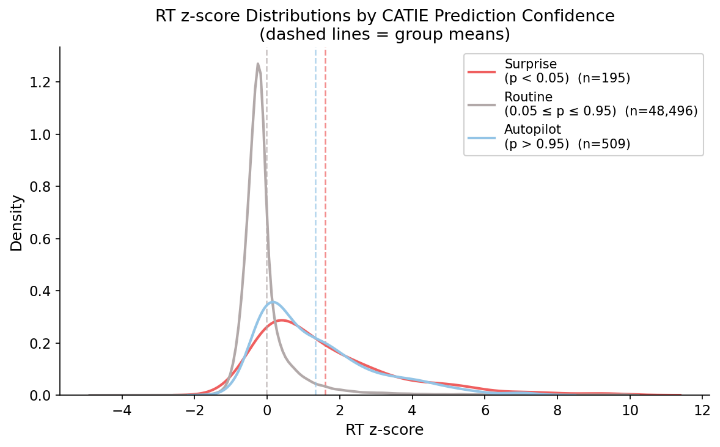 RT z-score Distributions by CATIE Prediction Confidence
(dashed lines = group means)
Surprise
(p < 0.05)  (n=195)
Routine
(0.05 ≤ p ≤ 0.95)  (n=48,496)
Autopilot
(p > 0.95)  (n=509)
Density
1.2
1.0
0.8
0.6
0.4
0.2
0.0
−4
−2
0
2
4
6
8
10
12
RT z-score